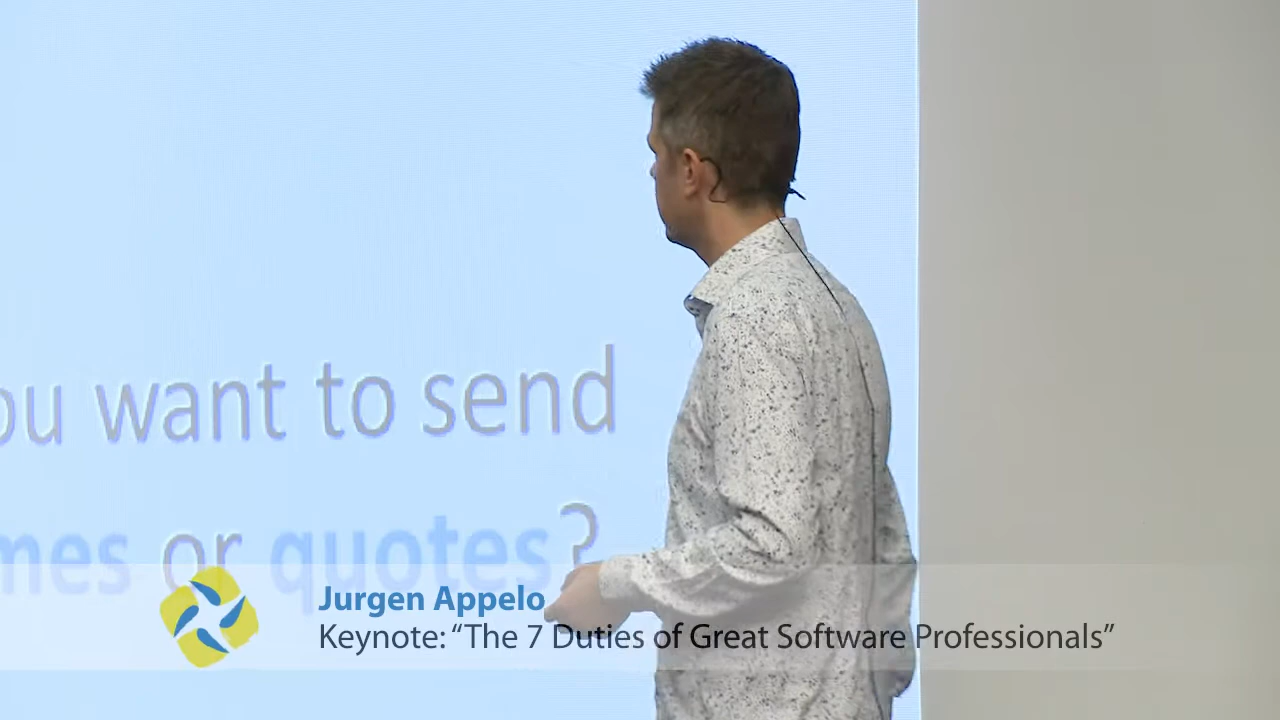 ou want to send
mes or quotes?
Jurgen Appelo
Keynote: “The 7 Duties of Great Software Professionals”